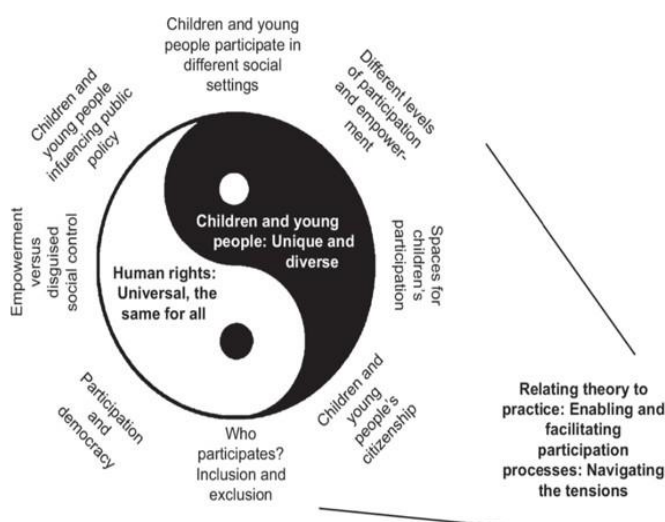 Children and young
people participate in
different social
settings
Different levels
of participation
and empower-
ment
Spaces for
children's
participation
Children and
young
people's
citizenship
Who
participates?
Inclusion and
exclusion
Participation
and
democracy
Empowerment
versus
disguised
social control
Children and
young people
infuencing public
policy
Children and young
people: Unique and
diverse
Human rights:
Universal, the
same for all
Relating theory to
practice: Enabling and
facilitating
participation
processes: Navigating
the tensions